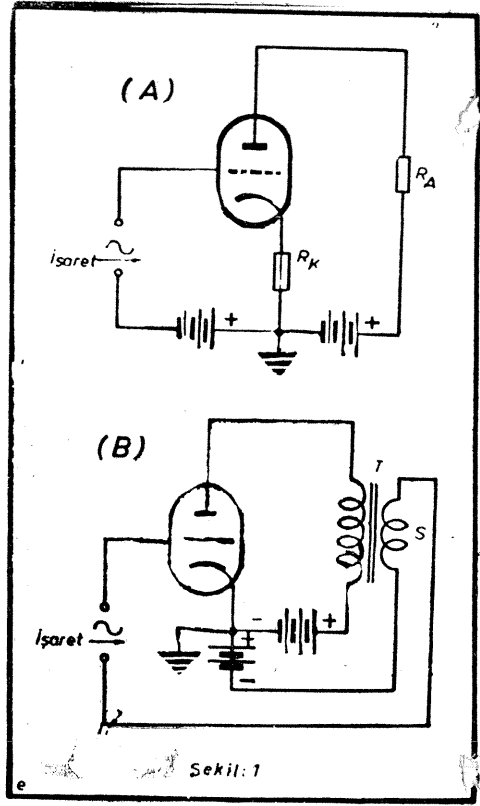 (A)
R_A
R_K
işaret
+
+
(B)
T
S
- +
+
İşaret
-
Şekil:1
e